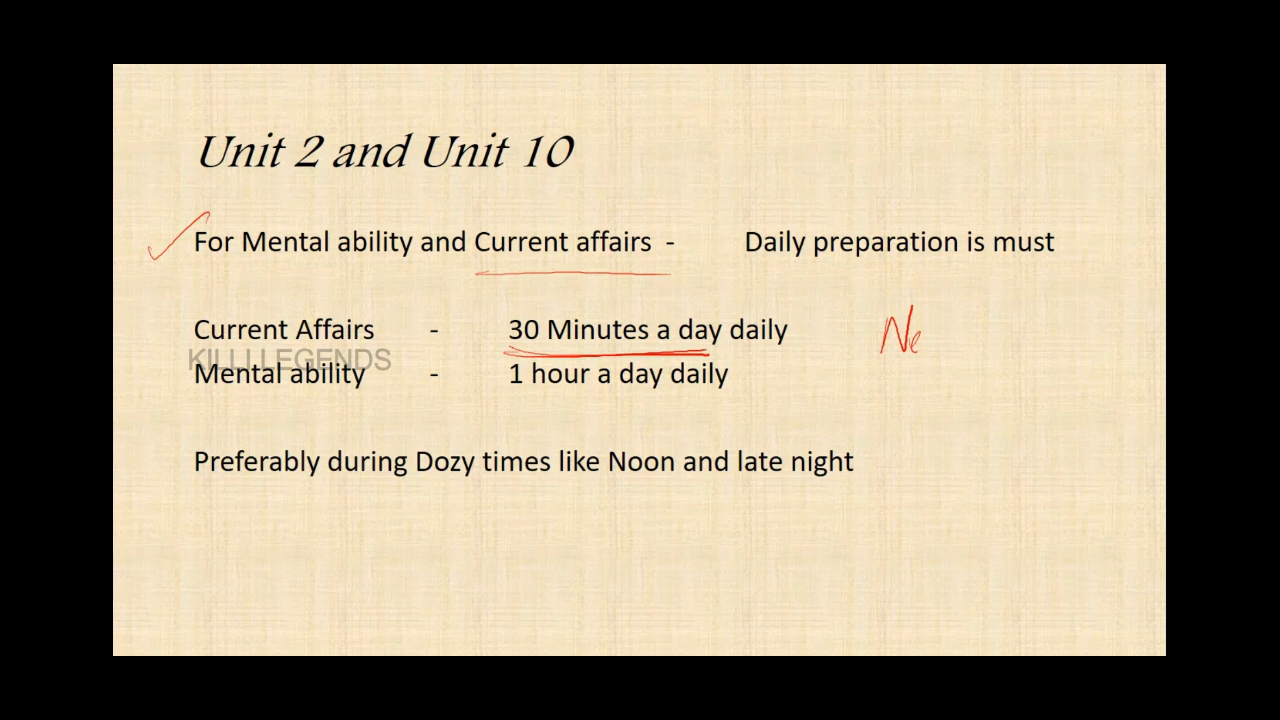 Unit 2 and Unit 10
For Mental ability and Current affairs - Daily preparation is must
Current Affairs - 30 Minutes a day daily Ne
KILLLEGENDS
Mental ability - 1 hour a day daily
Preferably during Dozy times like Noon and late night